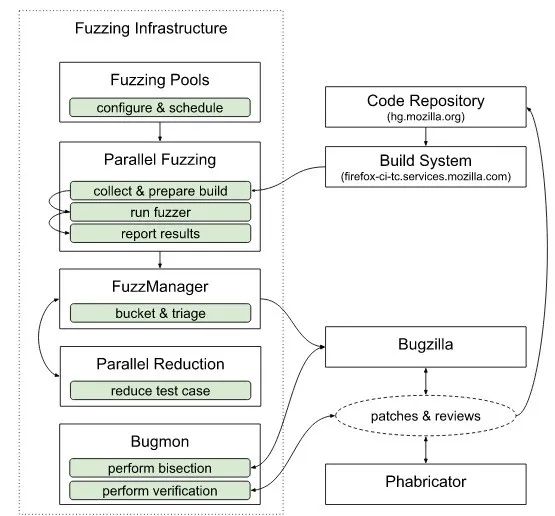 Fuzzing Infrastructure
Fuzzing Pools
configure & schedule
Parallel Fuzzing
collect & prepare build
run fuzzer
report results
FuzzManager
bucket & triage
Parallel Reduction
reduce test case
Bugmon
perform bisection
perform verification
Code Repository
(hg.mozilla.org)
Build System
(firefox-ci-tc.services.mozilla.com)
Bugzilla
patches & reviews
Phabricator